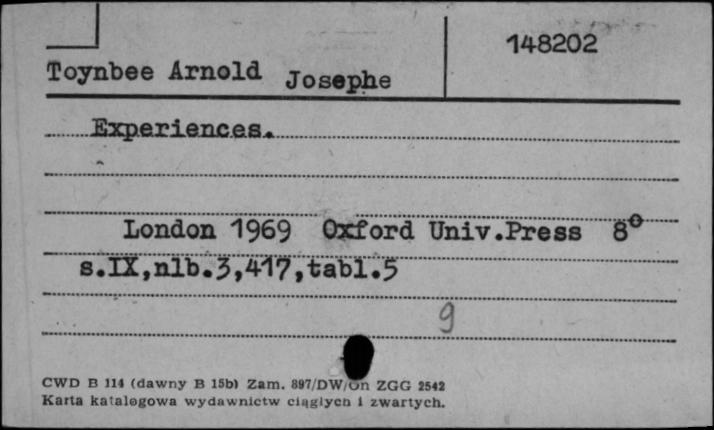 148202
Toynbee Arnold Josephe
Experiences.
London 1969 Oxford Univ.Press 8°
s.IX,nlb.3,417,tabl.5
9
CWD B 114 (dawny B 15b) Zam. 897/DW/On ZGG 2542
Karta katalogowa wydawnictw ciągłych i zwartych.